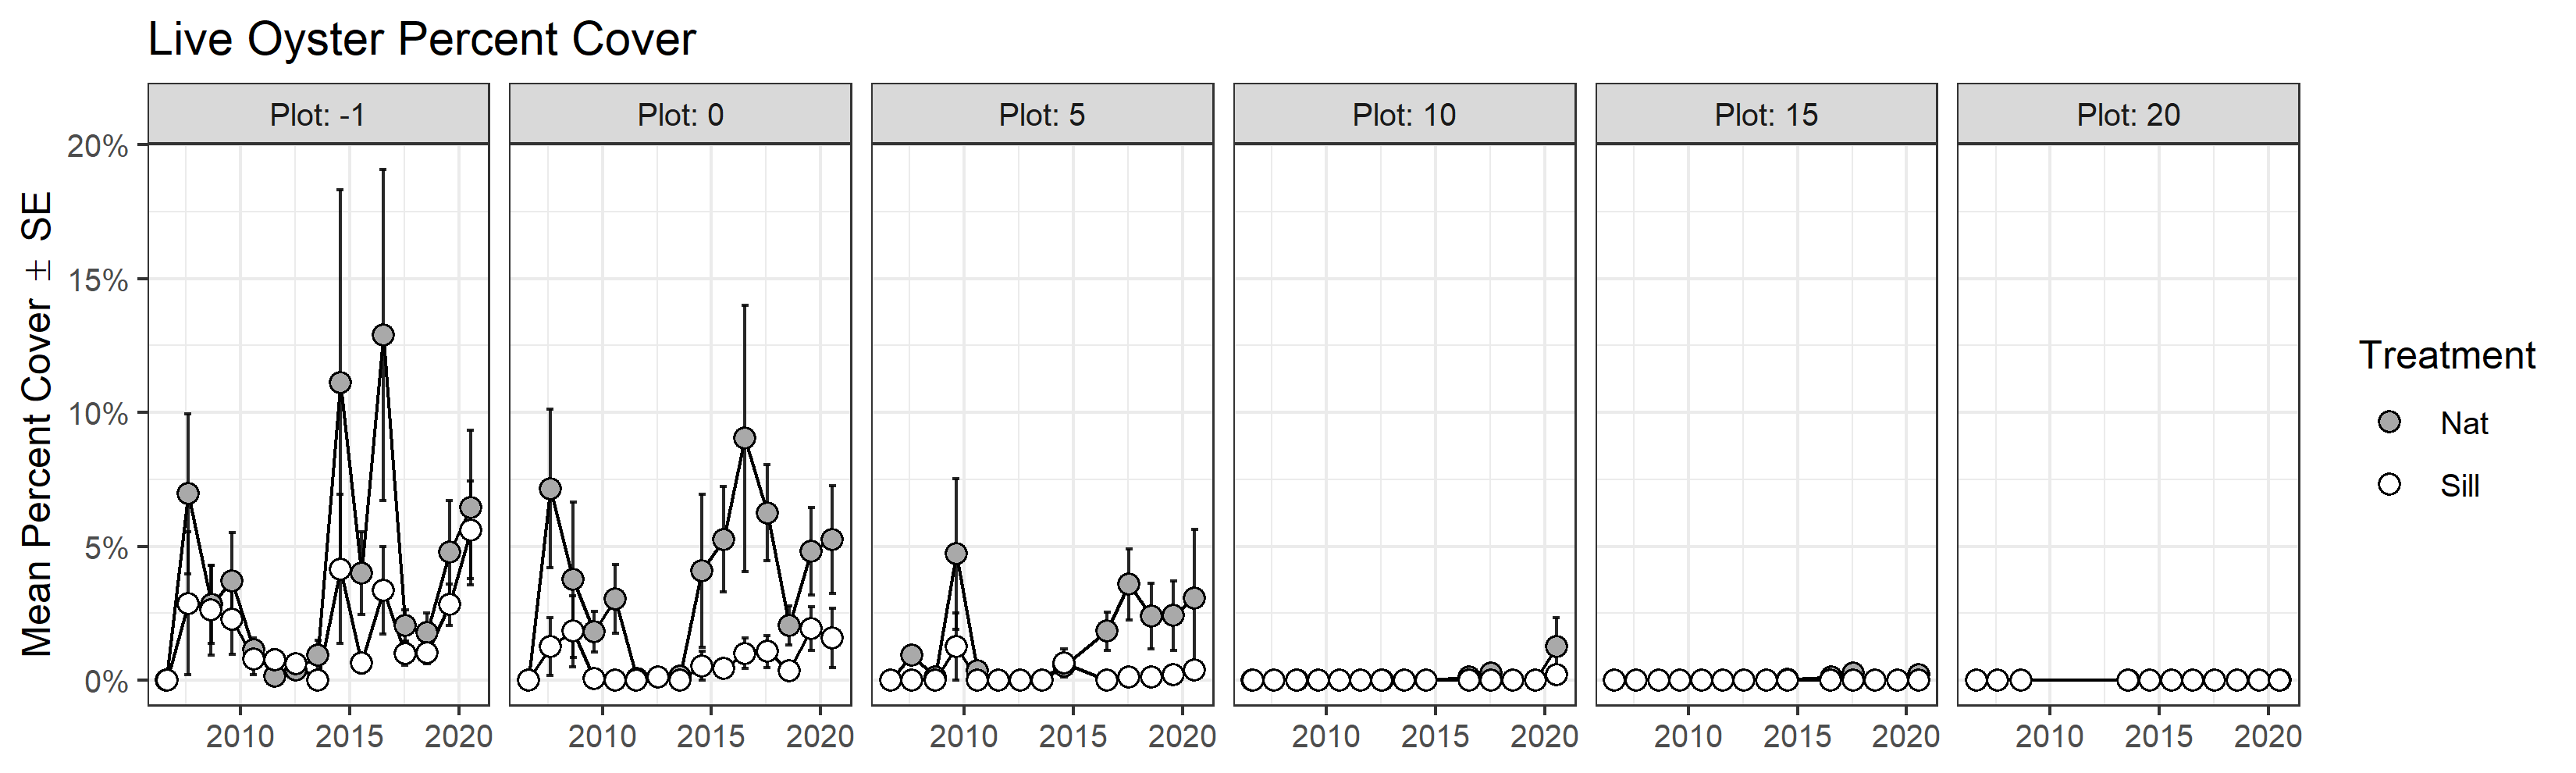 Live Oyster Percent Cover
Plot: -1
Plot: 0
Plot: 5
Plot: 10
Plot: 15
Plot: 20
Mean Percent Cover ± SE
20%
15%
10%
5%
0%
2010 2015 2020
2010 2015 2020
2010 2015 2020
2010 2015 2020
2010 2015 2020
2010 2015 2020
Treatment
Nat
Sill